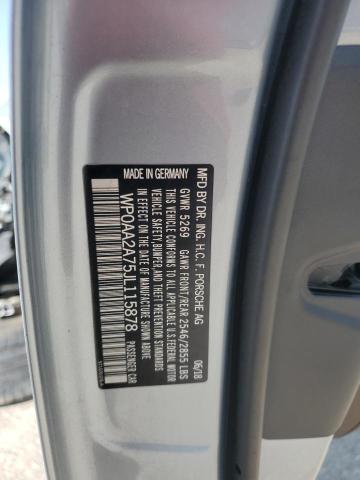 MFD BY DR. ING. H.C. F. PORSCHE AG
06/18
GVWR 5269 GAWR FRONT/REAR 2546/2855 LBS
THIS VEHICLE CONFORMS TO ALL APPLICABLE U.S.FEDERAL MOTOR
VEHICLE SAFETY,BUMPER,AND THEFT PREVENTION STANDARDS
IN EFFECT ON THE DATE OF MANUFACTURE SHOWN ABOVE.
WP0AA2A75JL115878 PASSENGER CAR
MADE IN GERMANY